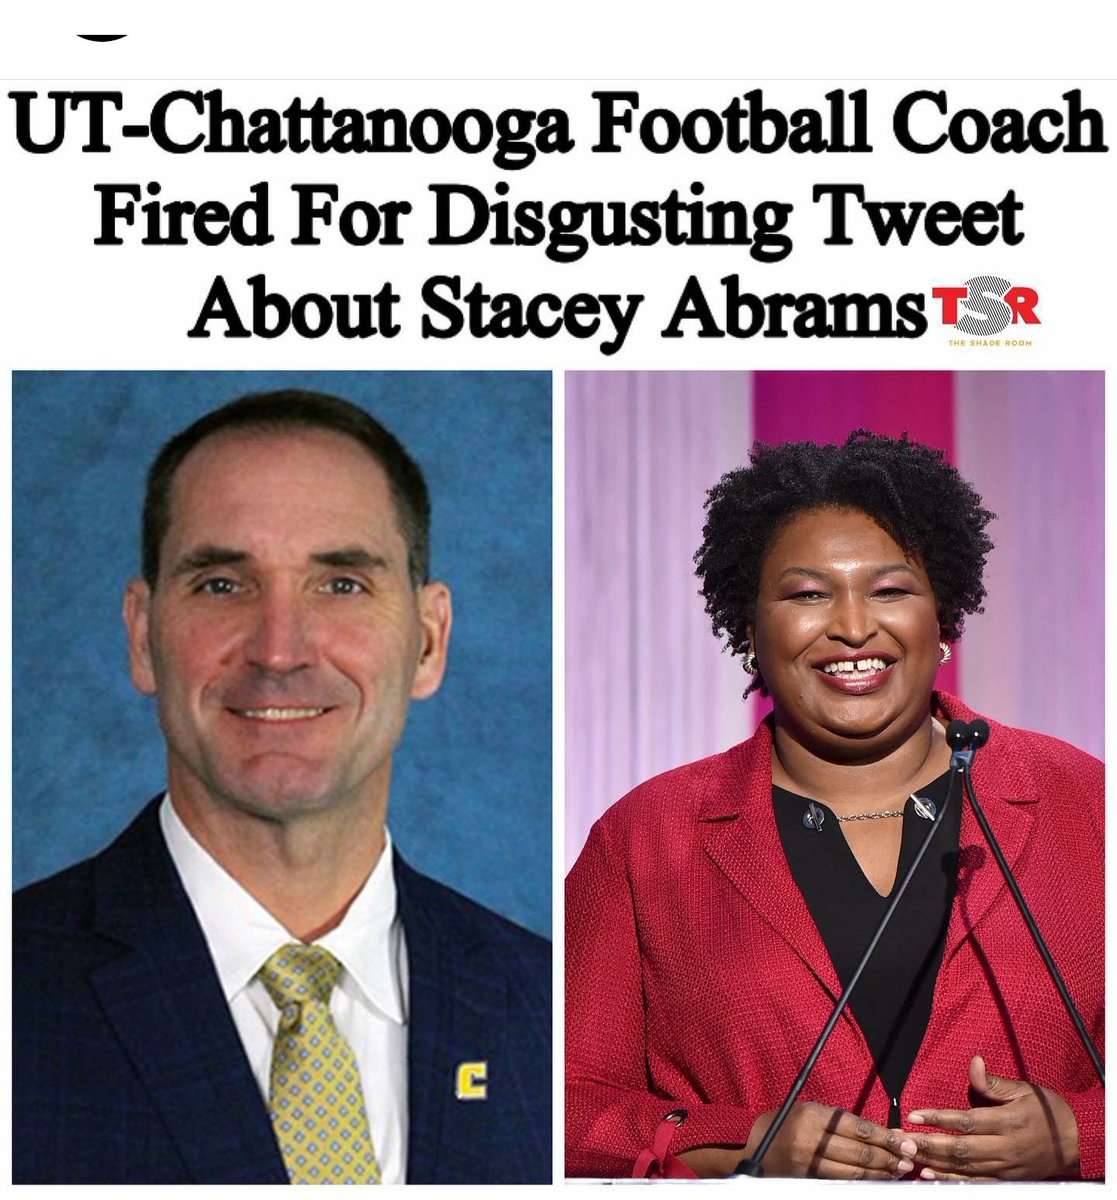 UT-Chattanooga Football Coach
Fired For Disgusting Tweet
About Stacey Abrams
TSR
THE SHADE ROOM
C